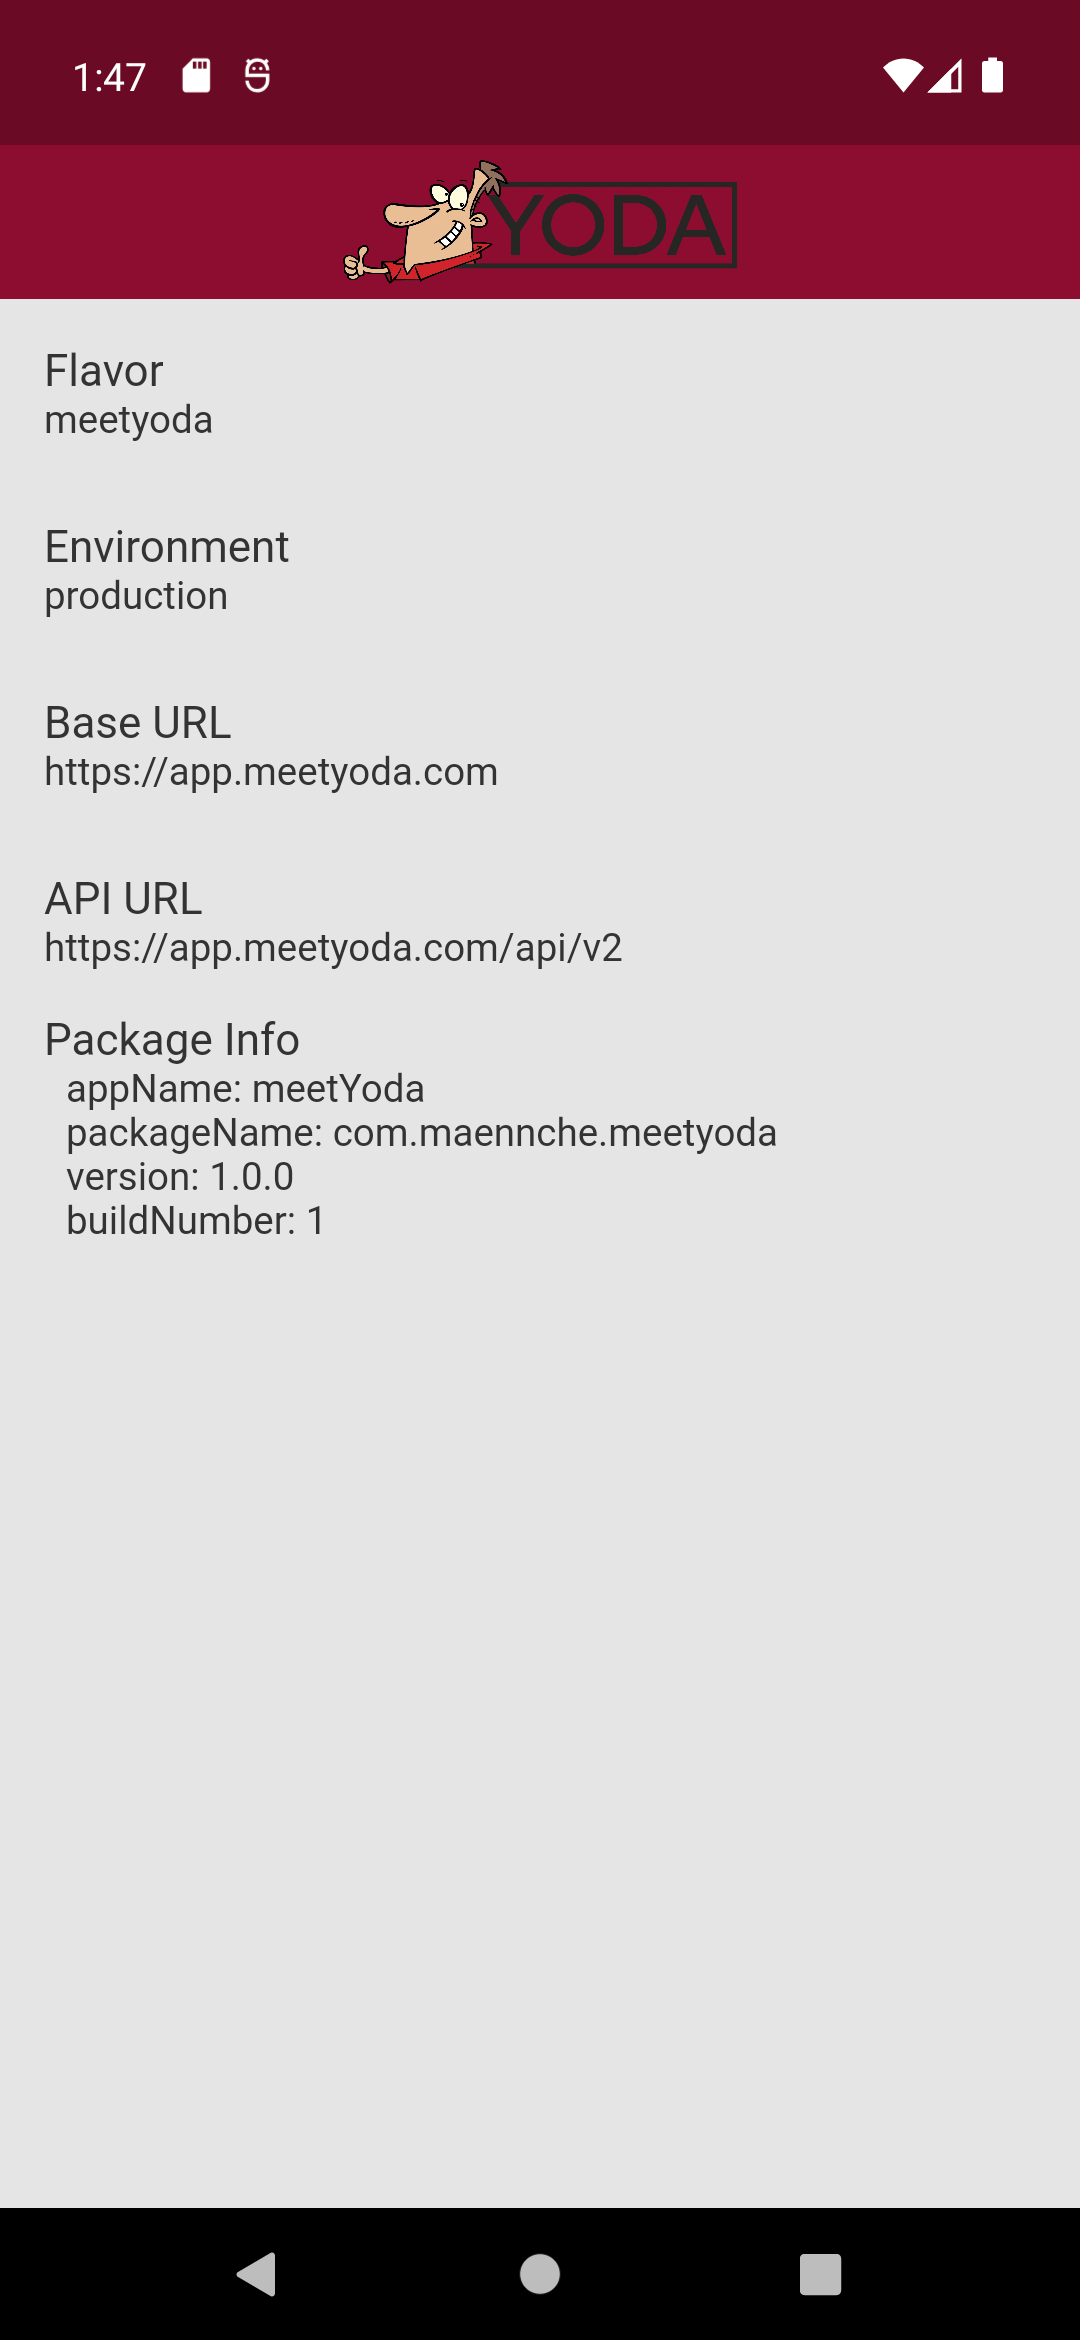 1:47
YODA
Flavor
meetyoda
Environment
production
Base URL
https://app.meetyoda.com
API URL
https://app.meetyoda.com/api/v2
Package Info
appName: meetYoda
packageName: com.maennche.meetyoda
version: 1.0.0
buildNumber: 1